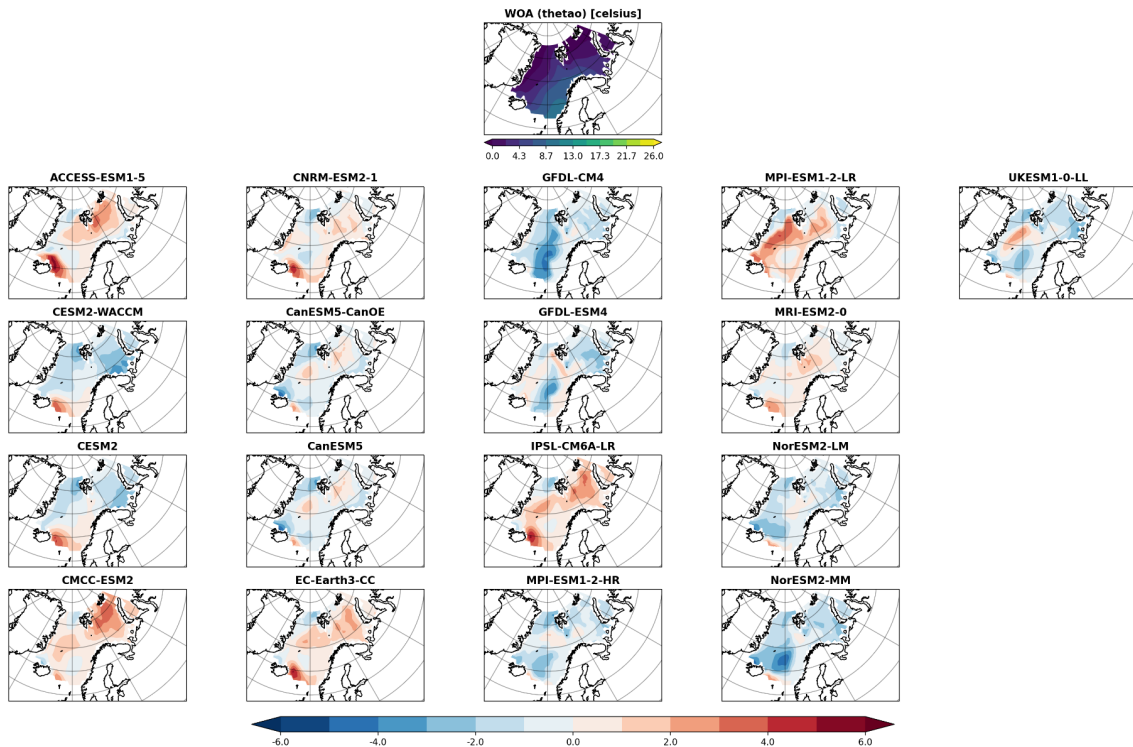 WOA (thetao) [celsius]
0.0 4.3 8.7 13.0 17.3 21.7 26.0
ACCESS-ESM1-5 CNRM-ESM2-1 GFDL-CM4 MPI-ESM1-2-LR UKESM1-0-LL
CESM2-WACCM CanESM5-CanOE GFDL-ESM4 MRI-ESM2-0
CESM2 CanESM5 IPSL-CM6A-LR NorESM2-LM
CMCC-ESM2 EC-Earth3-CC MPI-ESM1-2-HR NorESM2-MM
-6.0 -4.0 -2.0 0.0 2.0 4.0 6.0